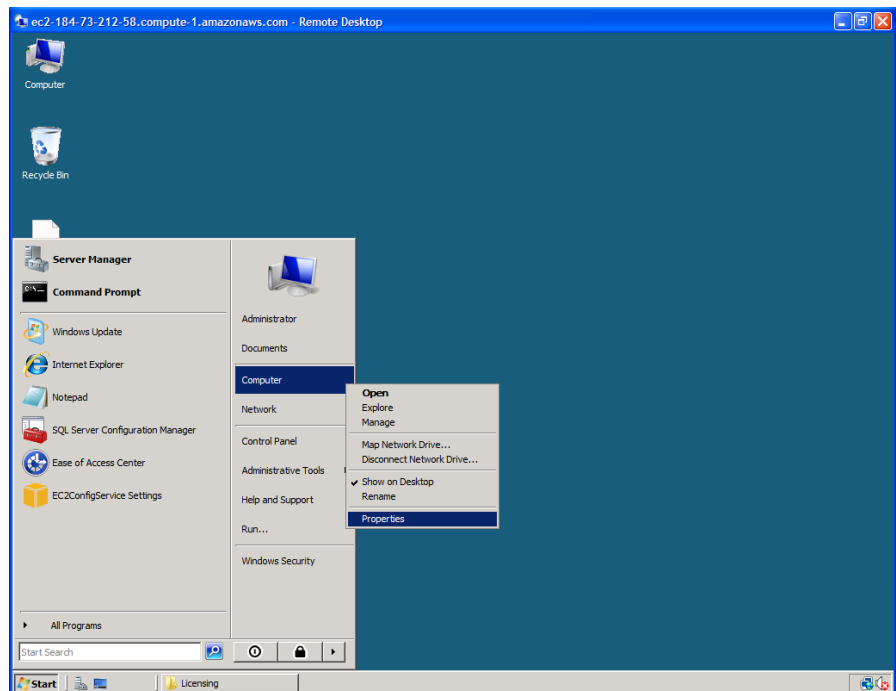 ec2-184-73-212-58.compute-1.amazonaws.com - Remote Desktop
Computer
Recycle Bin
Server Manager
Command Prompt
Windows Update
Internet Explorer
Notepad
SQL Server Configuration Manager
Ease of Access Center
EC2ConfigService Settings
All Programs
Start Search
Administrator
Documents
Computer
Network
Control Panel
Administrative Tools
Help and Support
Run...
Windows Security
Open
Explore
Manage
Map Network Drive...
Disconnect Network Drive...
Show on Desktop
Rename
Properties
Start
Licensing